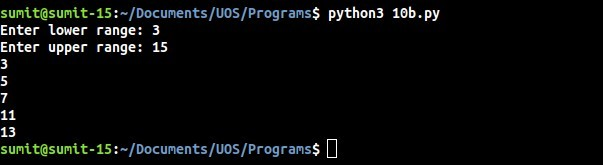 sumit@sumit-15:~/Documents/UOS/Programs$ python3 10b.py
Enter lower range: 3
Enter upper range: 15
3
5
7
11
13
sumit@sumit-15:~/Documents/UOS/Programs$